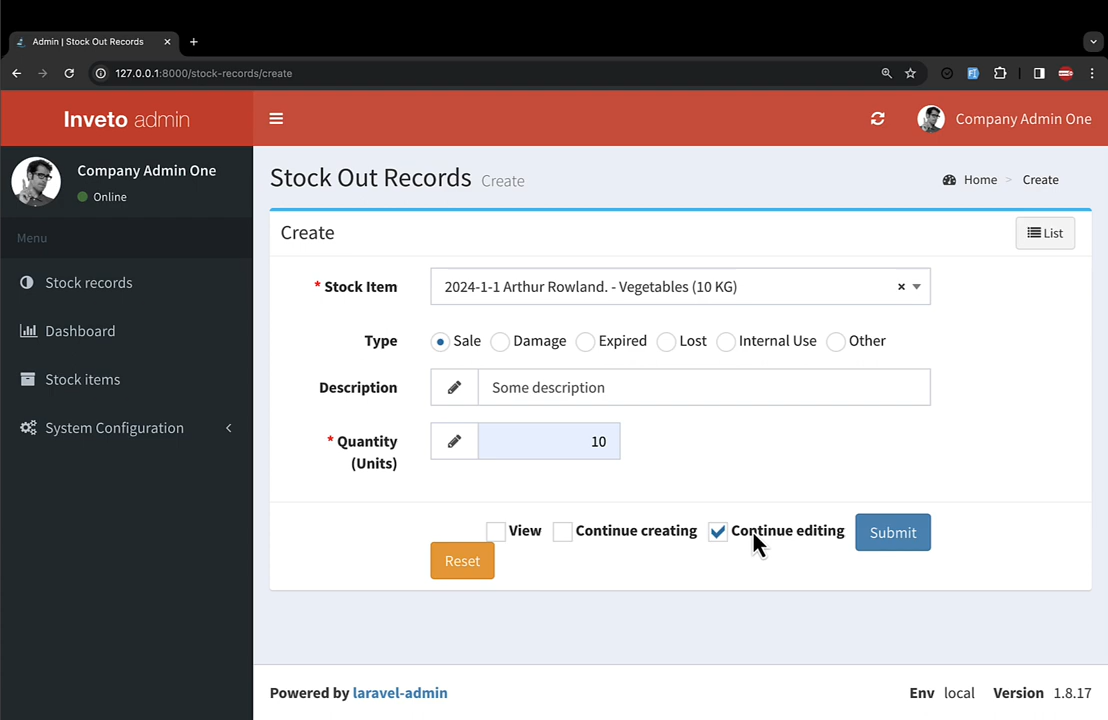 Admin | Stock Out Records
127.0.0.1:8000/stock-records/create
Inveto admin
Company Admin One
Company Admin One
Online
Stock Out Records Create
Home > Create
Menu
Create
List
Stock records
* Stock Item 2024-1-1 Arthur Rowland. - Vegetables (10 KG) ×
Dashboard
Type Sale Damage Expired Lost Internal Use Other
Stock items
Description Some description
System Configuration
* Quantity (Units) 10
View Continue creating Continue editing Submit
Reset
Powered by laravel-admin
Env local Version 1.8.17